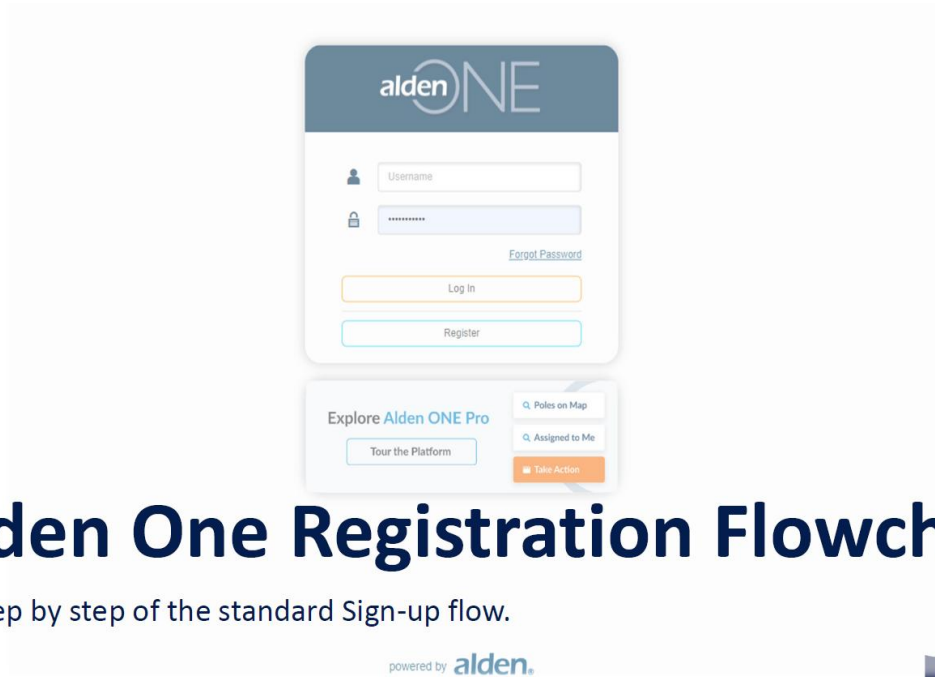 alden ONE
Username
•••••••••••
Forgot Password
Log In
Register
Explore Alden ONE Pro
Tour the Platform
Poles on Map
Assigned to Me
Take Action
den One Registration Flowch
ep by step of the standard Sign-up flow.
powered by alden®